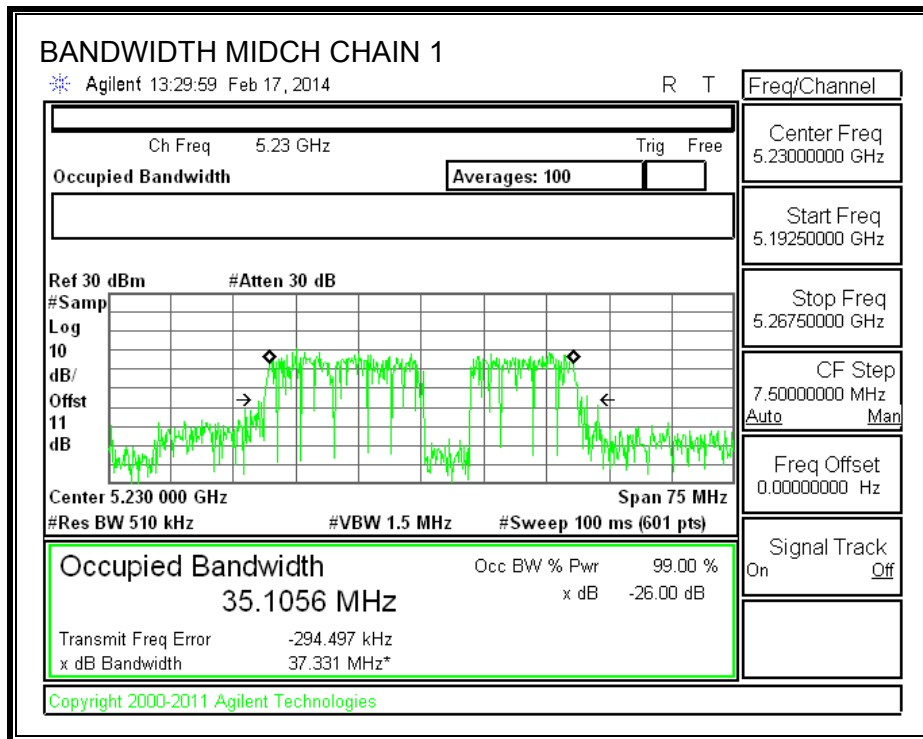 BANDWIDTH MIDCH CHAIN 1
Agilent 13:29:59 Feb 17, 2014 R T
Freq/Channel
Ch Freq 5.23 GHz Trig Free
Occupied Bandwidth Averages: 100
Center Freq
5.23000000 GHz
Start Freq
5.19250000 GHz
Stop Freq
5.26750000 GHz
CF Step
7.50000000 MHz
Auto Man
Freq Offset
0.00000000 Hz
Signal Track
On Off
Ref 30 dBm #Atten 30 dB
#Samp
Log
10
dB/
Offst
11
dB
Center 5.230 000 GHz Span 75 MHz
#Res BW 510 kHz #VBW 1.5 MHz #Sweep 100 ms (601 pts)
Occupied Bandwidth Occ BW % Pwr 99.00 %
35.1056 MHz x dB -26.00 dB
Transmit Freq Error -294.497 kHz
x dB Bandwidth 37.331 MHz*
Copyright 2000-2011 Agilent Technologies